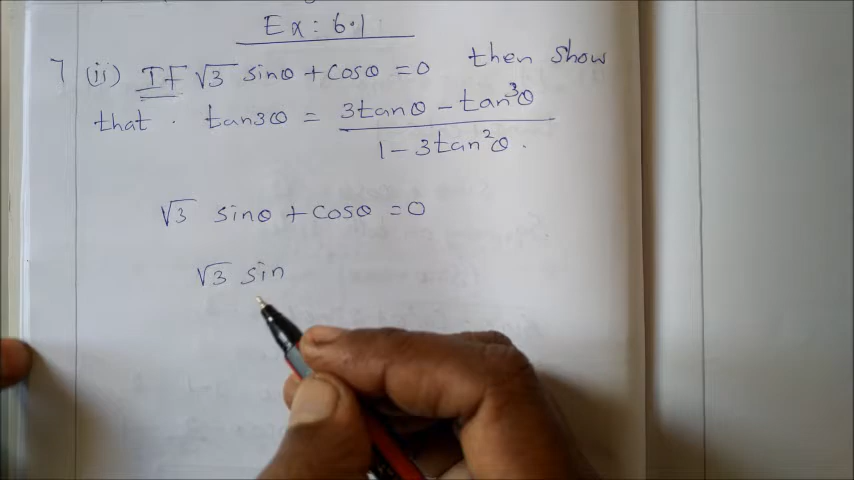 Ex: 6.1
7 (ii) IF √3 sinθ + cosθ = 0 then show
that . tan3θ = 3tanθ - tan³θ
1 - 3tan²θ .
√3 sinθ + cosθ = 0
√3 sin